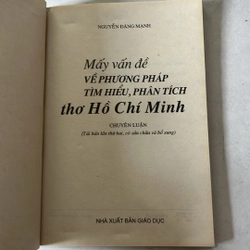 NGUYỄN ĐĂNG MẠNH
Mấy vấn đề
VỀ PHƯƠNG PHÁP
TÌM HIỂU, PHÂN TÍCH
thơ Hồ Chí Minh
CHUYÊN LUẬN
(Tái bản lần thứ hai, có sửa chữa và bổ sung)
NHÀ XUẤT BẢN GIÁO DỤC